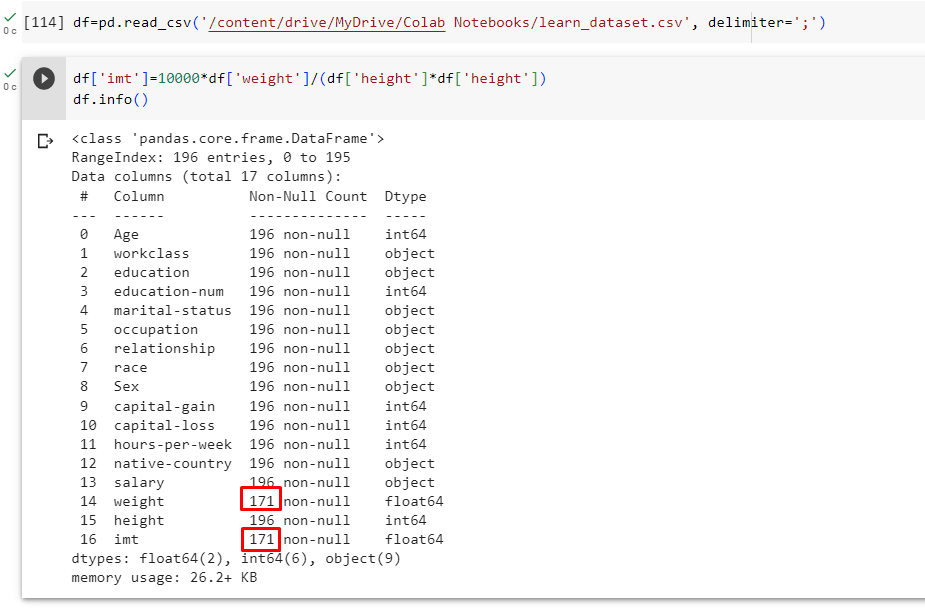 [114] df=pd.read_csv('/content/drive/MyDrive/Colab Notebooks/learn_dataset.csv', delimiter=';')
0 c
df['imt']=10000*df['weight']/(df['height']*df['height'])
0 c
df.info()
<class 'pandas.core.frame.DataFrame'>
RangeIndex: 196 entries, 0 to 195
Data columns (total 17 columns):
 #   Column          Non-Null Count  Dtype
---  ------          --------------  -----
 0   Age             196 non-null    int64
 1   workclass       196 non-null    object
 2   education       196 non-null    object
 3   education-num   196 non-null    int64
 4   marital-status  196 non-null    object
 5   occupation      196 non-null    object
 6   relationship    196 non-null    object
 7   race            196 non-null    object
 8   Sex             196 non-null    object
 9   capital-gain    196 non-null    int64
 10  capital-loss    196 non-null    int64
 11  hours-per-week  196 non-null    int64
 12  native-country  196 non-null    object
 13  salary          196 non-null    object
 14  weight          171 non-null    float64
 15  height          196 non-null    int64
 16  imt             171 non-null    float64
dtypes: float64(2), int64(6), object(9)
memory usage: 26.2+ KB